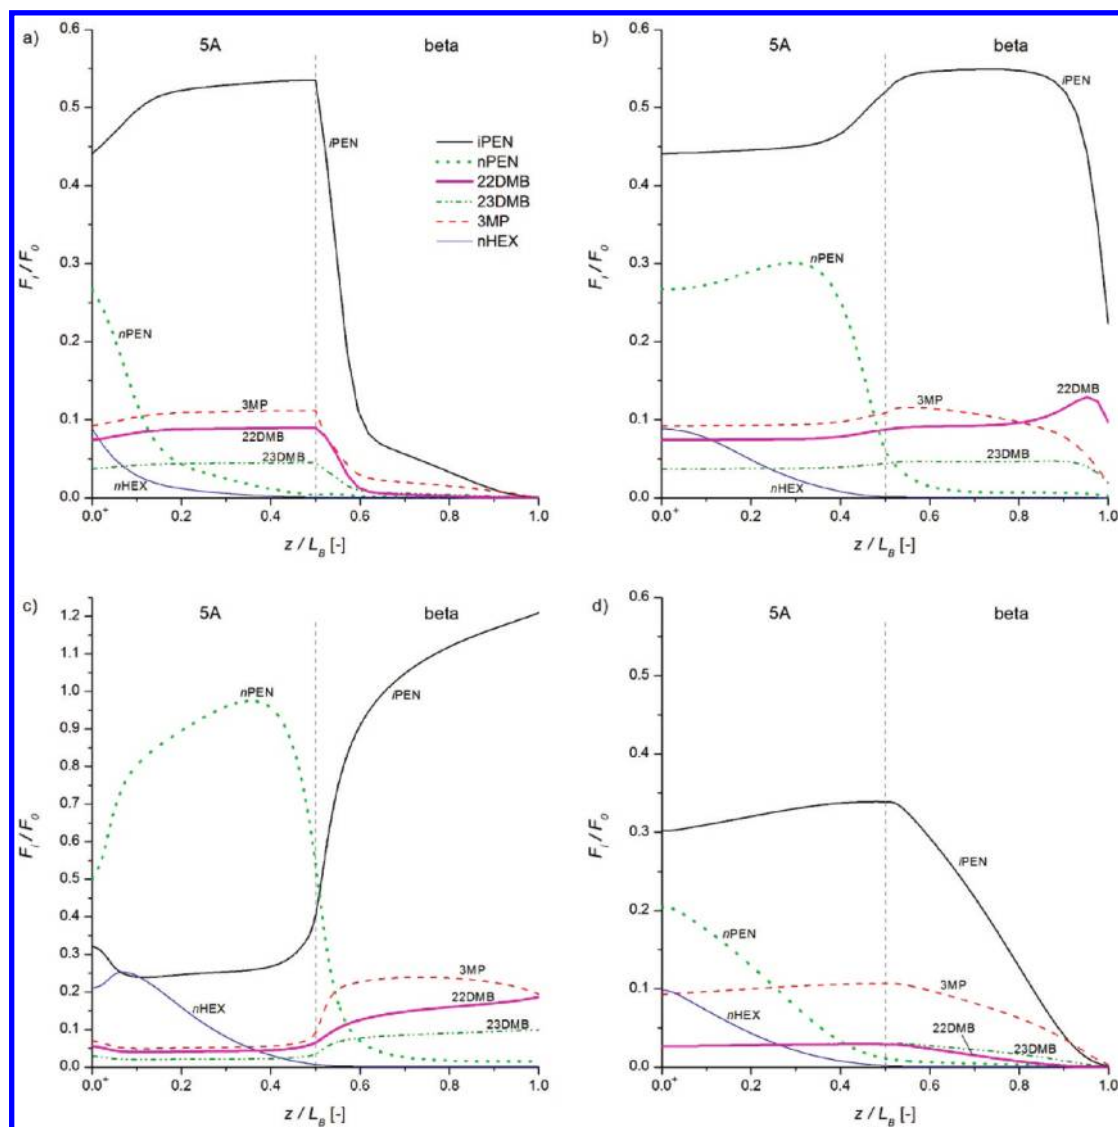 a)
5A
beta
0.6
0.5
0.4
0.3
0.2
0.1
0.0
F_i / F_0
iPEN
iPEN
nPEN
22DMB
23DMB
3MP
nHEX
nPEN
3MP
22DMB
23DMB
nHEX
0.0⁺ 0.2 0.4 0.6 0.8 1.0
z / L_B [-]
b)
5A
beta
0.6
0.5
0.4
0.3
0.2
0.1
0.0
F_i / F_0
iPEN
nPEN
22DMB
3MP
23DMB
nHEX
0.0⁺ 0.2 0.4 0.6 0.8 1.0
z / L_B [-]
c)
5A
beta
1.2
1.1
1.0
0.9
0.8
0.7
0.6
0.5
0.4
0.3
0.2
0.1
0.0
F_i / F_0
nPEN
iPEN
nHEX
3MP
22DMB
23DMB
0.0⁺ 0.2 0.4 0.6 0.8 1.0
z / L_B [-]
d)
5A
beta
0.6
0.5
0.4
0.3
0.2
0.1
0.0
F_i / F_0
iPEN
nPEN
3MP
nHEX
22DMB
23DMB
0.0⁺ 0.2 0.4 0.6 0.8 1.0
z / L_B [-]